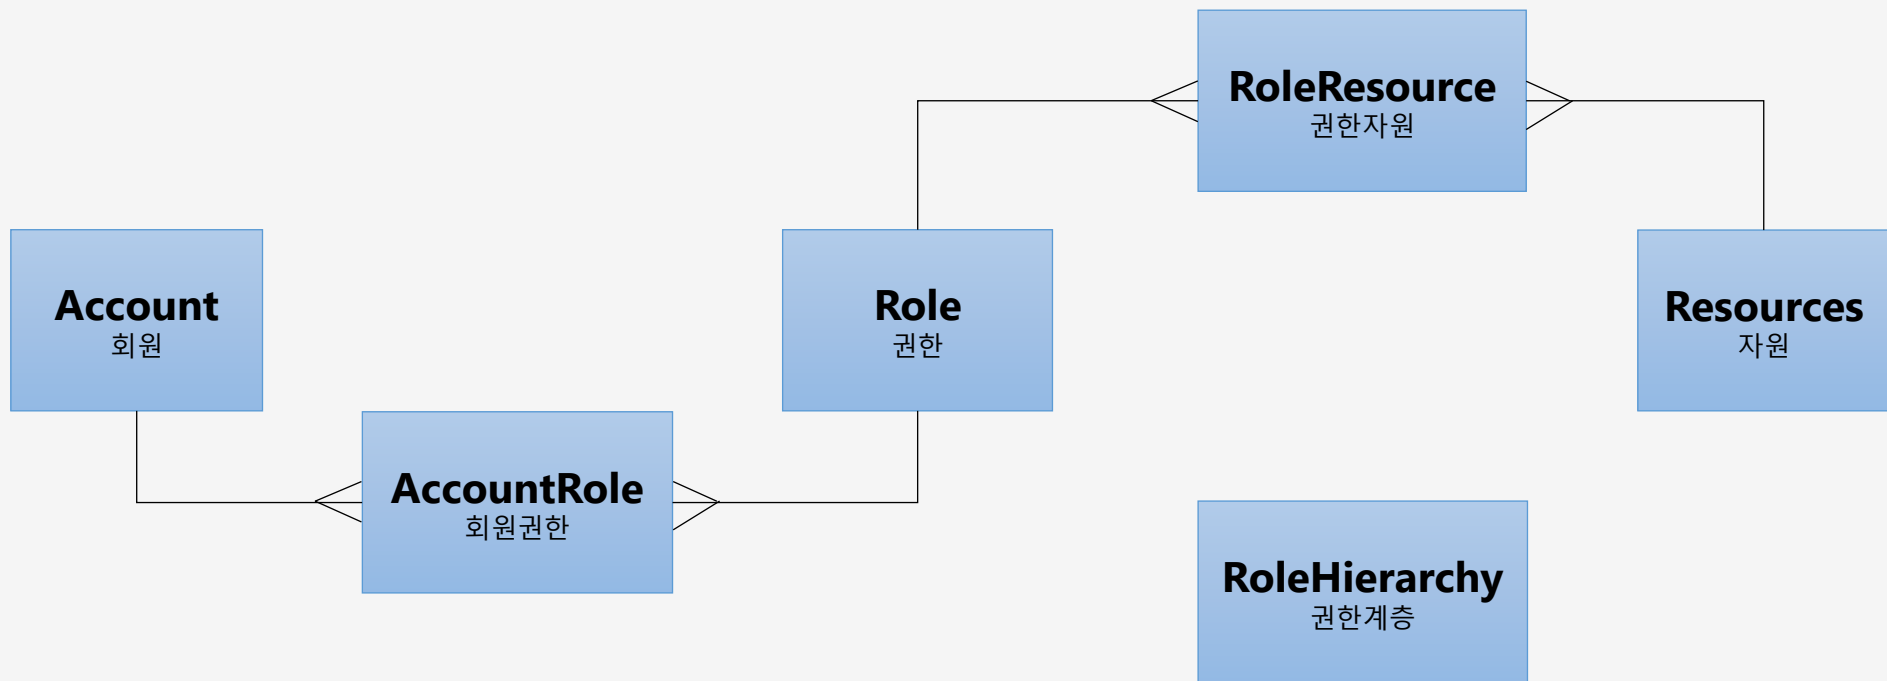 RoleResource
권한자원
Account
회원
Role
권한
Resources
자원
AccountRole
회원권한
RoleHierarchy
권한계층